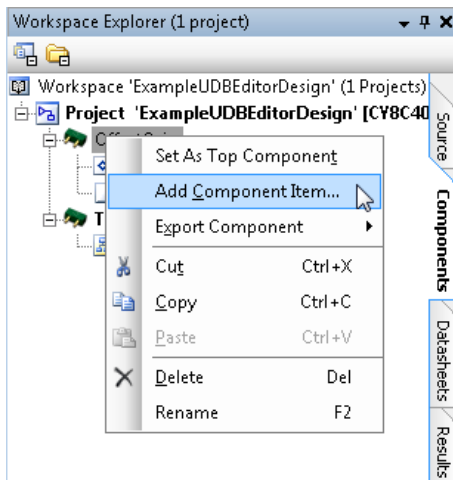 Workspace Explorer (1 project)
Workspace 'ExampleUDBEditorDesign' (1 Projects)
Project 'ExampleUDBEditorDesign' [CY8C40
T
Set As Top Component
Add Component Item...
Export Component
Cut Ctrl+X
Copy Ctrl+C
Paste Ctrl+V
Delete Del
Rename F2
Source
Components
Datasheets
Results